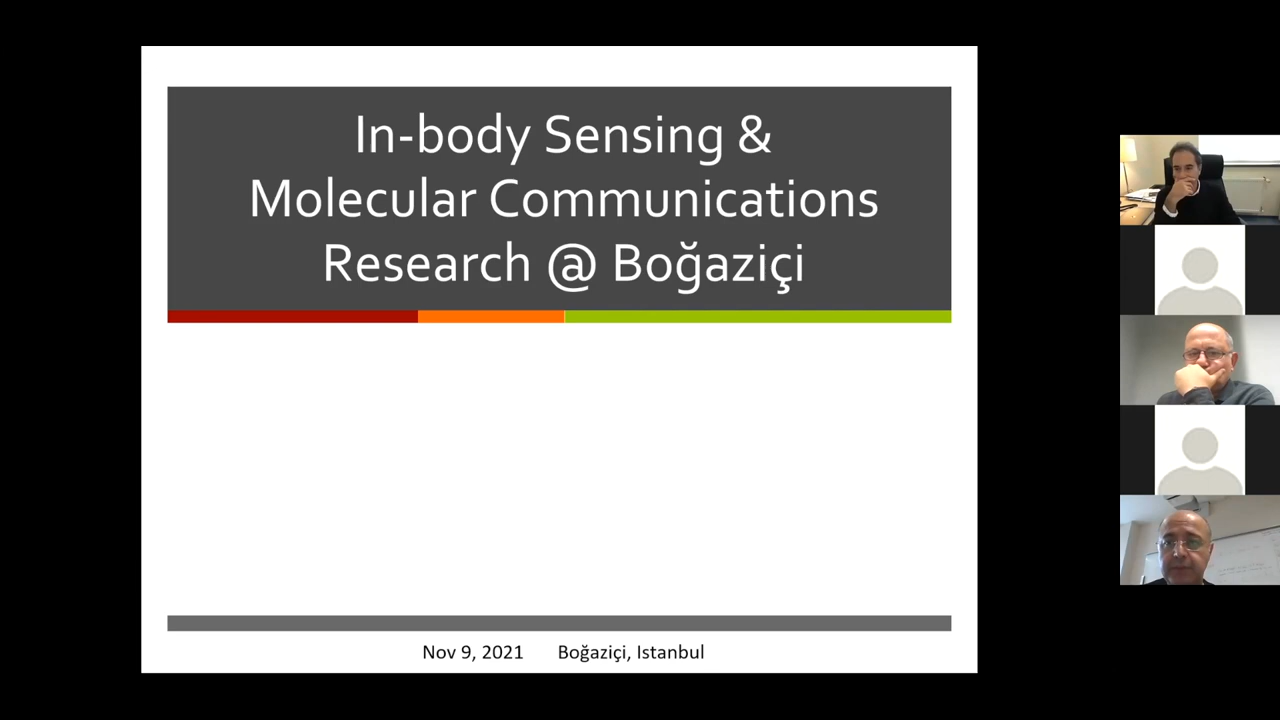 In-body Sensing &
Molecular Communications
Research @ Boğaziçi
Nov 9, 2021 Boğaziçi, Istanbul